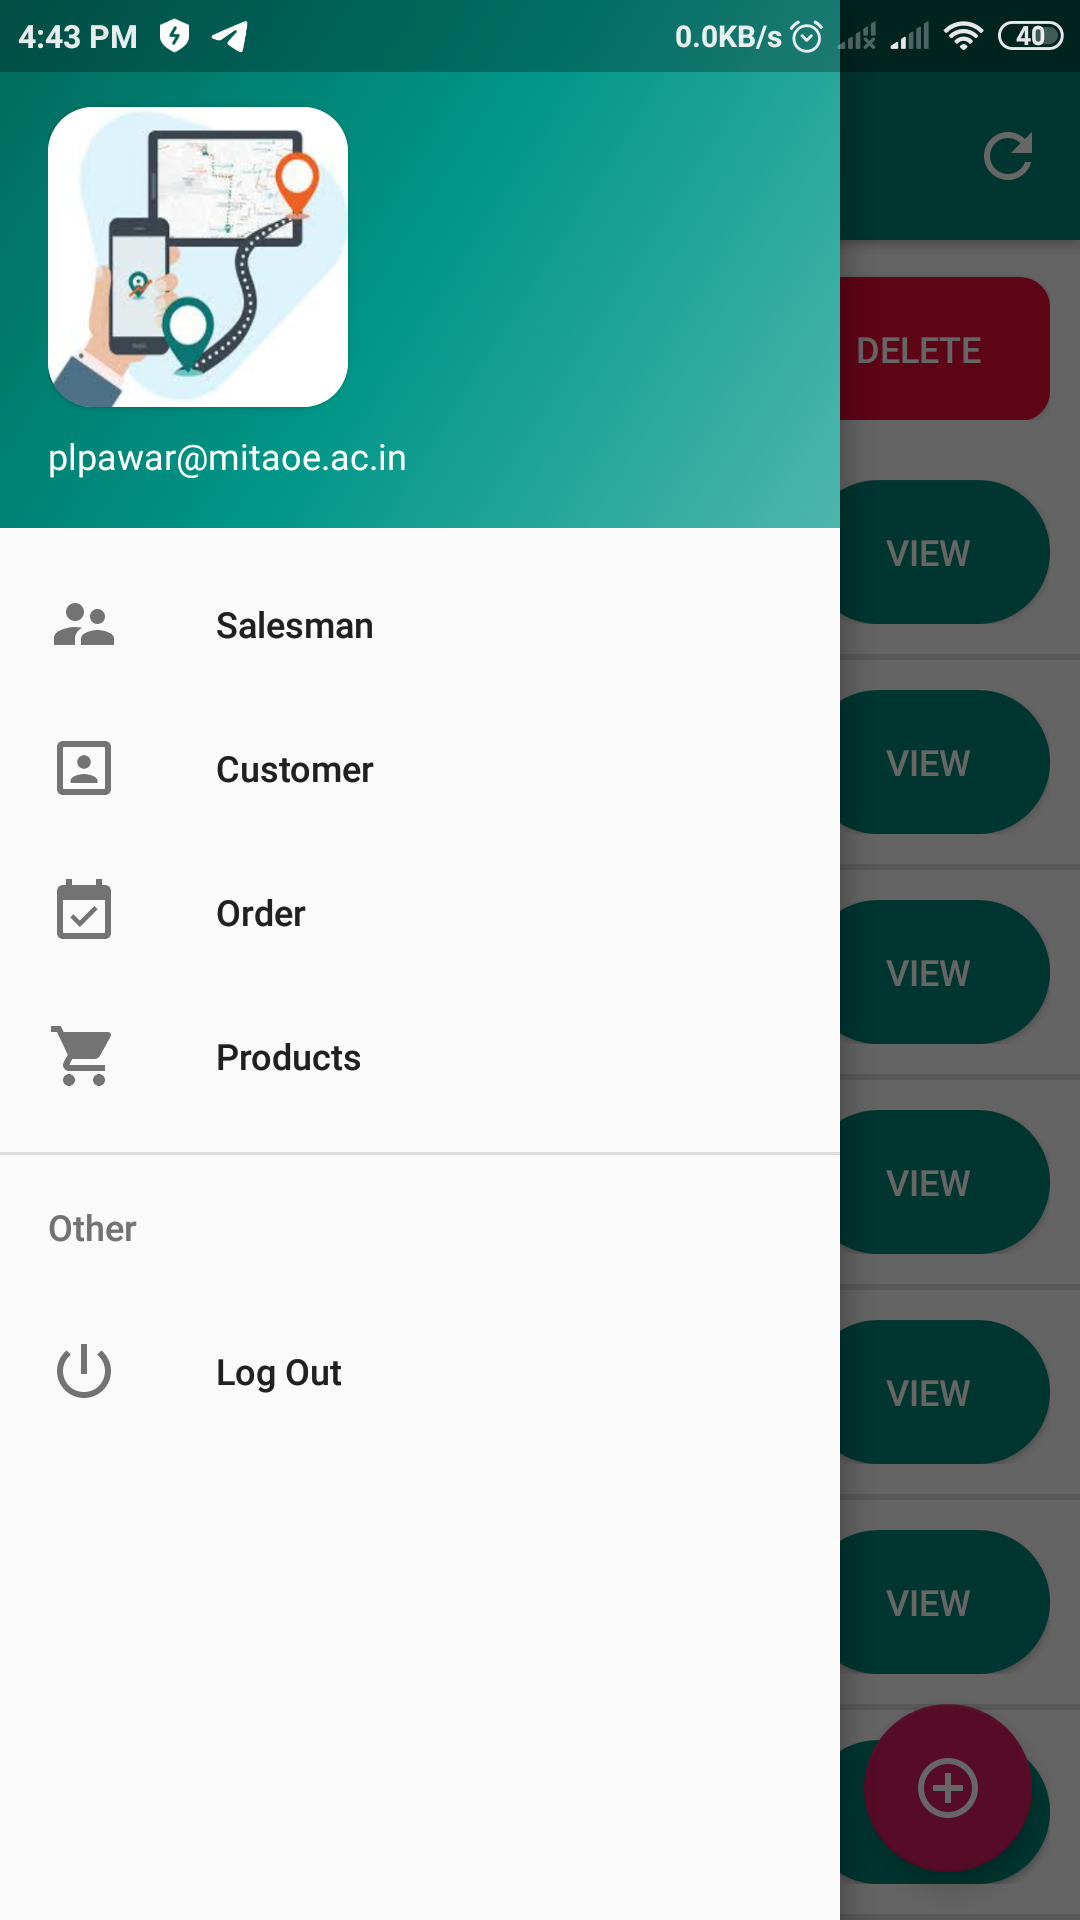 4:43 PM 0.0KB/s 40
DELETE
plpawar@mitaoe.ac.in
VIEW
Salesman
Customer
VIEW
Order
VIEW
Products
VIEW
Other
Log Out
VIEW
VIEW